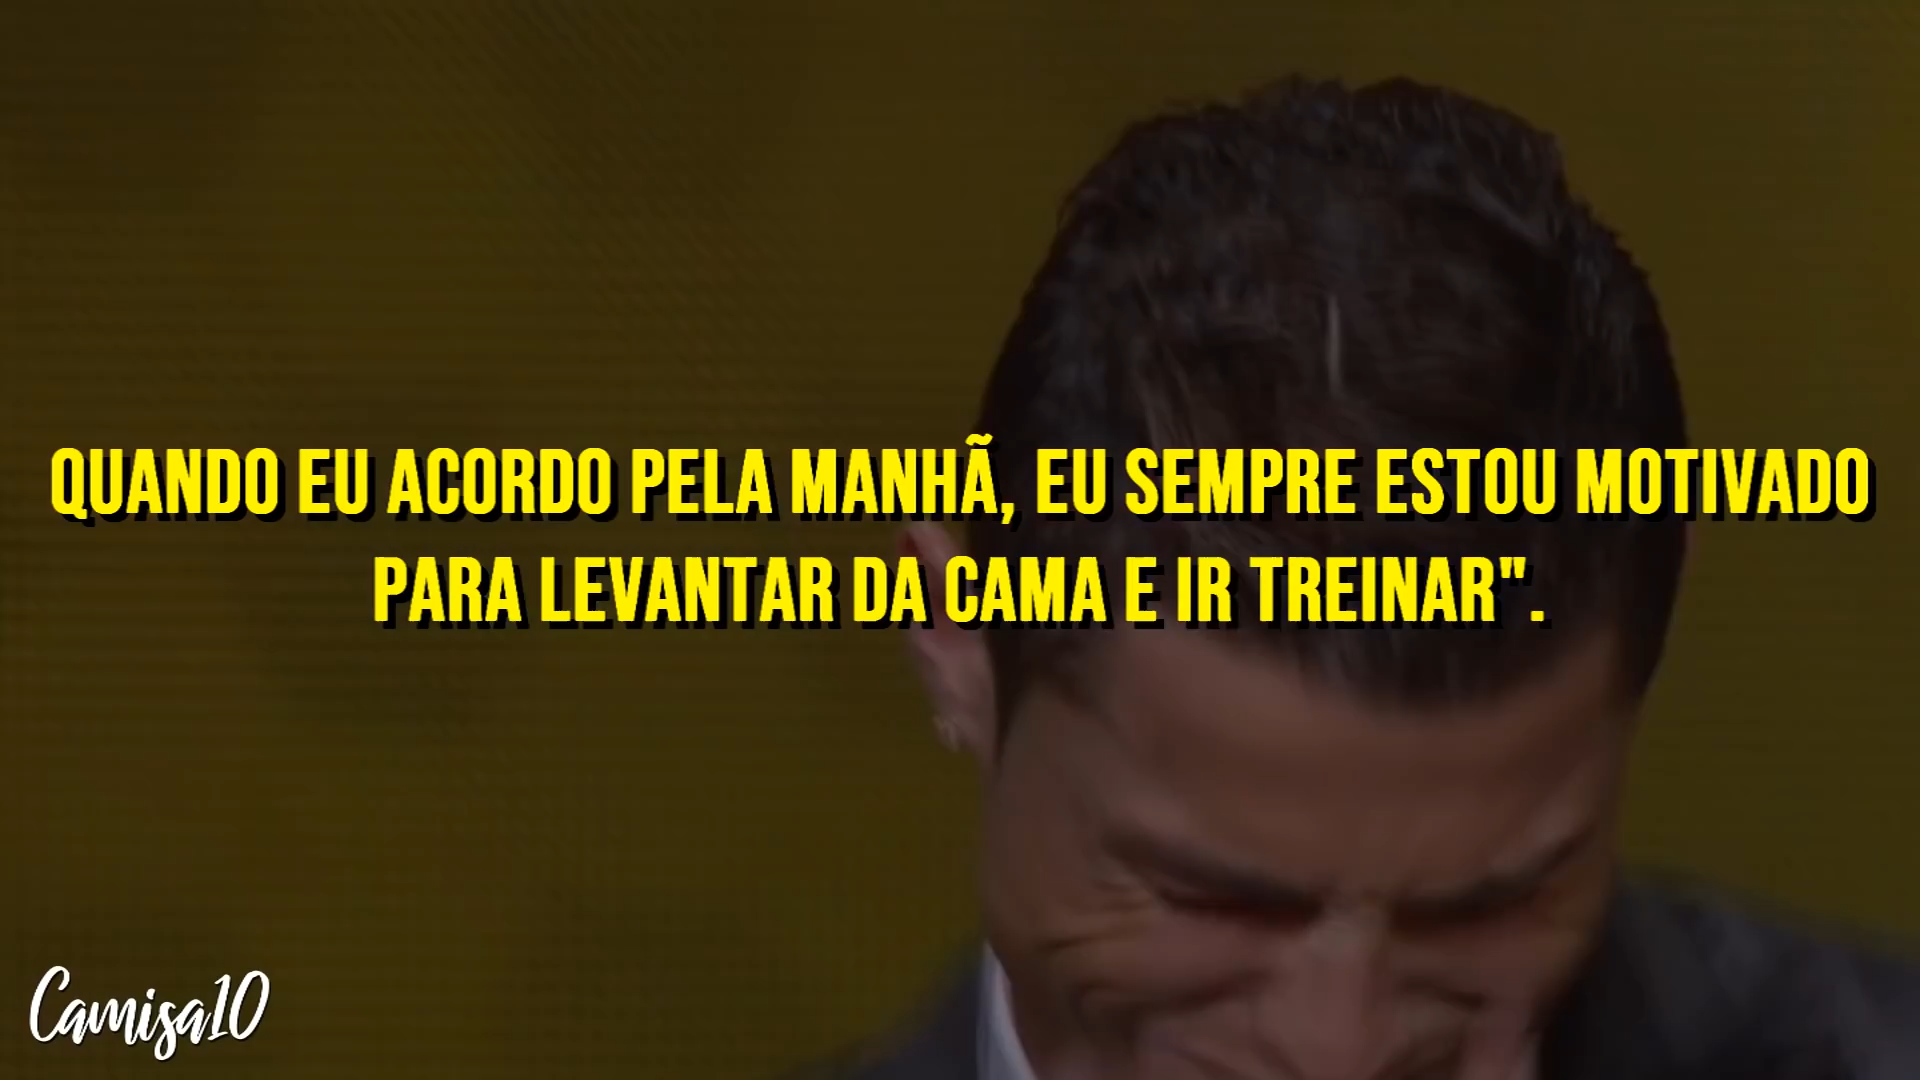 QUANDO EU ACORDO PELA MANHÃ, EU SEMPRE ESTOU MOTIVADO
PARA LEVANTAR DA CAMA E IR TREINAR".
Camisa10